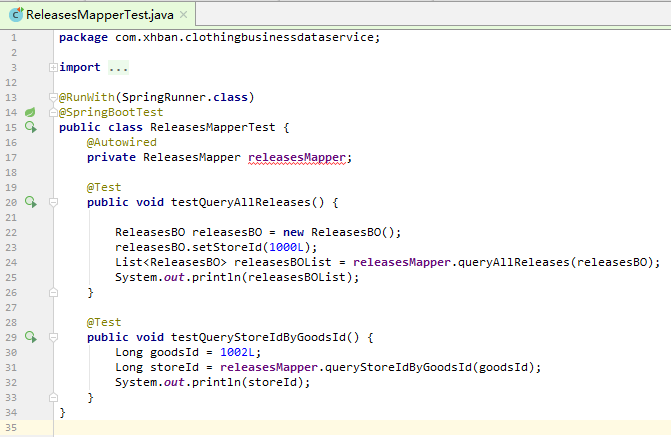 ReleasesMapperTest.java
1 package com.xhban.clothingbusinessdataservice;
2
3 import ...
12
13 @RunWith(SpringRunner.class)
14 @SpringBootTest
15 public class ReleasesMapperTest {
16     @Autowired
17     private ReleasesMapper releasesMapper;
18
19     @Test
20     public void testQueryAllReleases() {
21
22         ReleasesBO releasesBO = new ReleasesBO();
23         releasesBO.setStoreId(1000L);
24         List<ReleasesBO> releasesBOList = releasesMapper.queryAllReleases(releasesBO);
25         System.out.println(releasesBOList);
26     }
27
28     @Test
29     public void testQueryStoreIdByGoodsId() {
30         Long goodsId = 1002L;
31         Long storeId = releasesMapper.queryStoreIdByGoodsId(goodsId);
32         System.out.println(storeId);
33     }
34 }
35